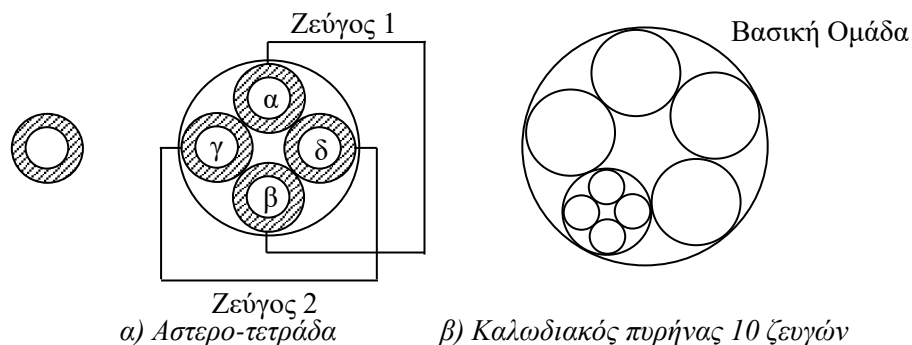 Ζεύγος 1
Βασική Ομάδα
α
γ
δ
β
Ζεύγος 2
α) Αστερο-τετράδα
β) Καλωδιακός πυρήνας 10 ζευγών